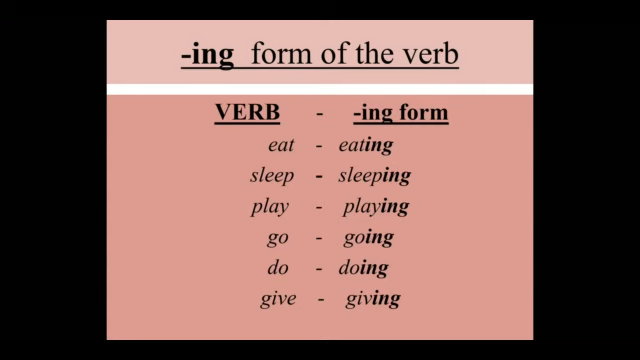 -ing form of the verb
VERB - -ing form
eat - eating
sleep - sleeping
play - playing
go - going
do - doing
give - giving